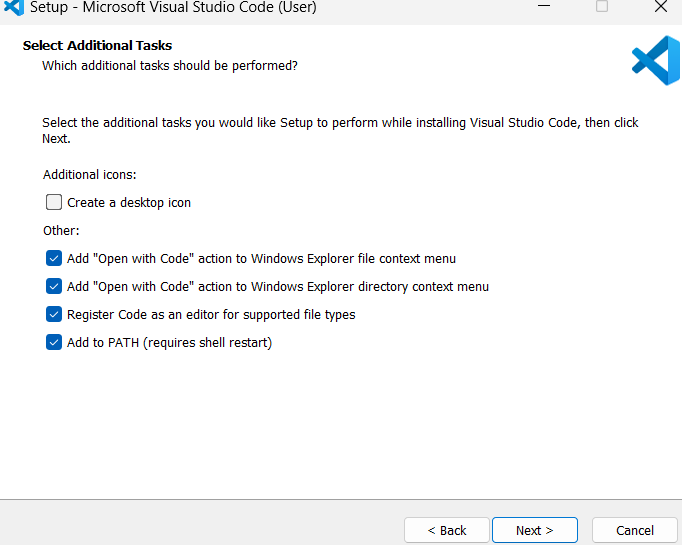 Setup - Microsoft Visual Studio Code (User)
Select Additional Tasks
Which additional tasks should be performed?
Select the additional tasks you would like Setup to perform while installing Visual Studio Code, then click
Next.
Additional icons:
Create a desktop icon
Other:
Add "Open with Code" action to Windows Explorer file context menu
Add "Open with Code" action to Windows Explorer directory context menu
Register Code as an editor for supported file types
Add to PATH (requires shell restart)
< Back Next > Cancel